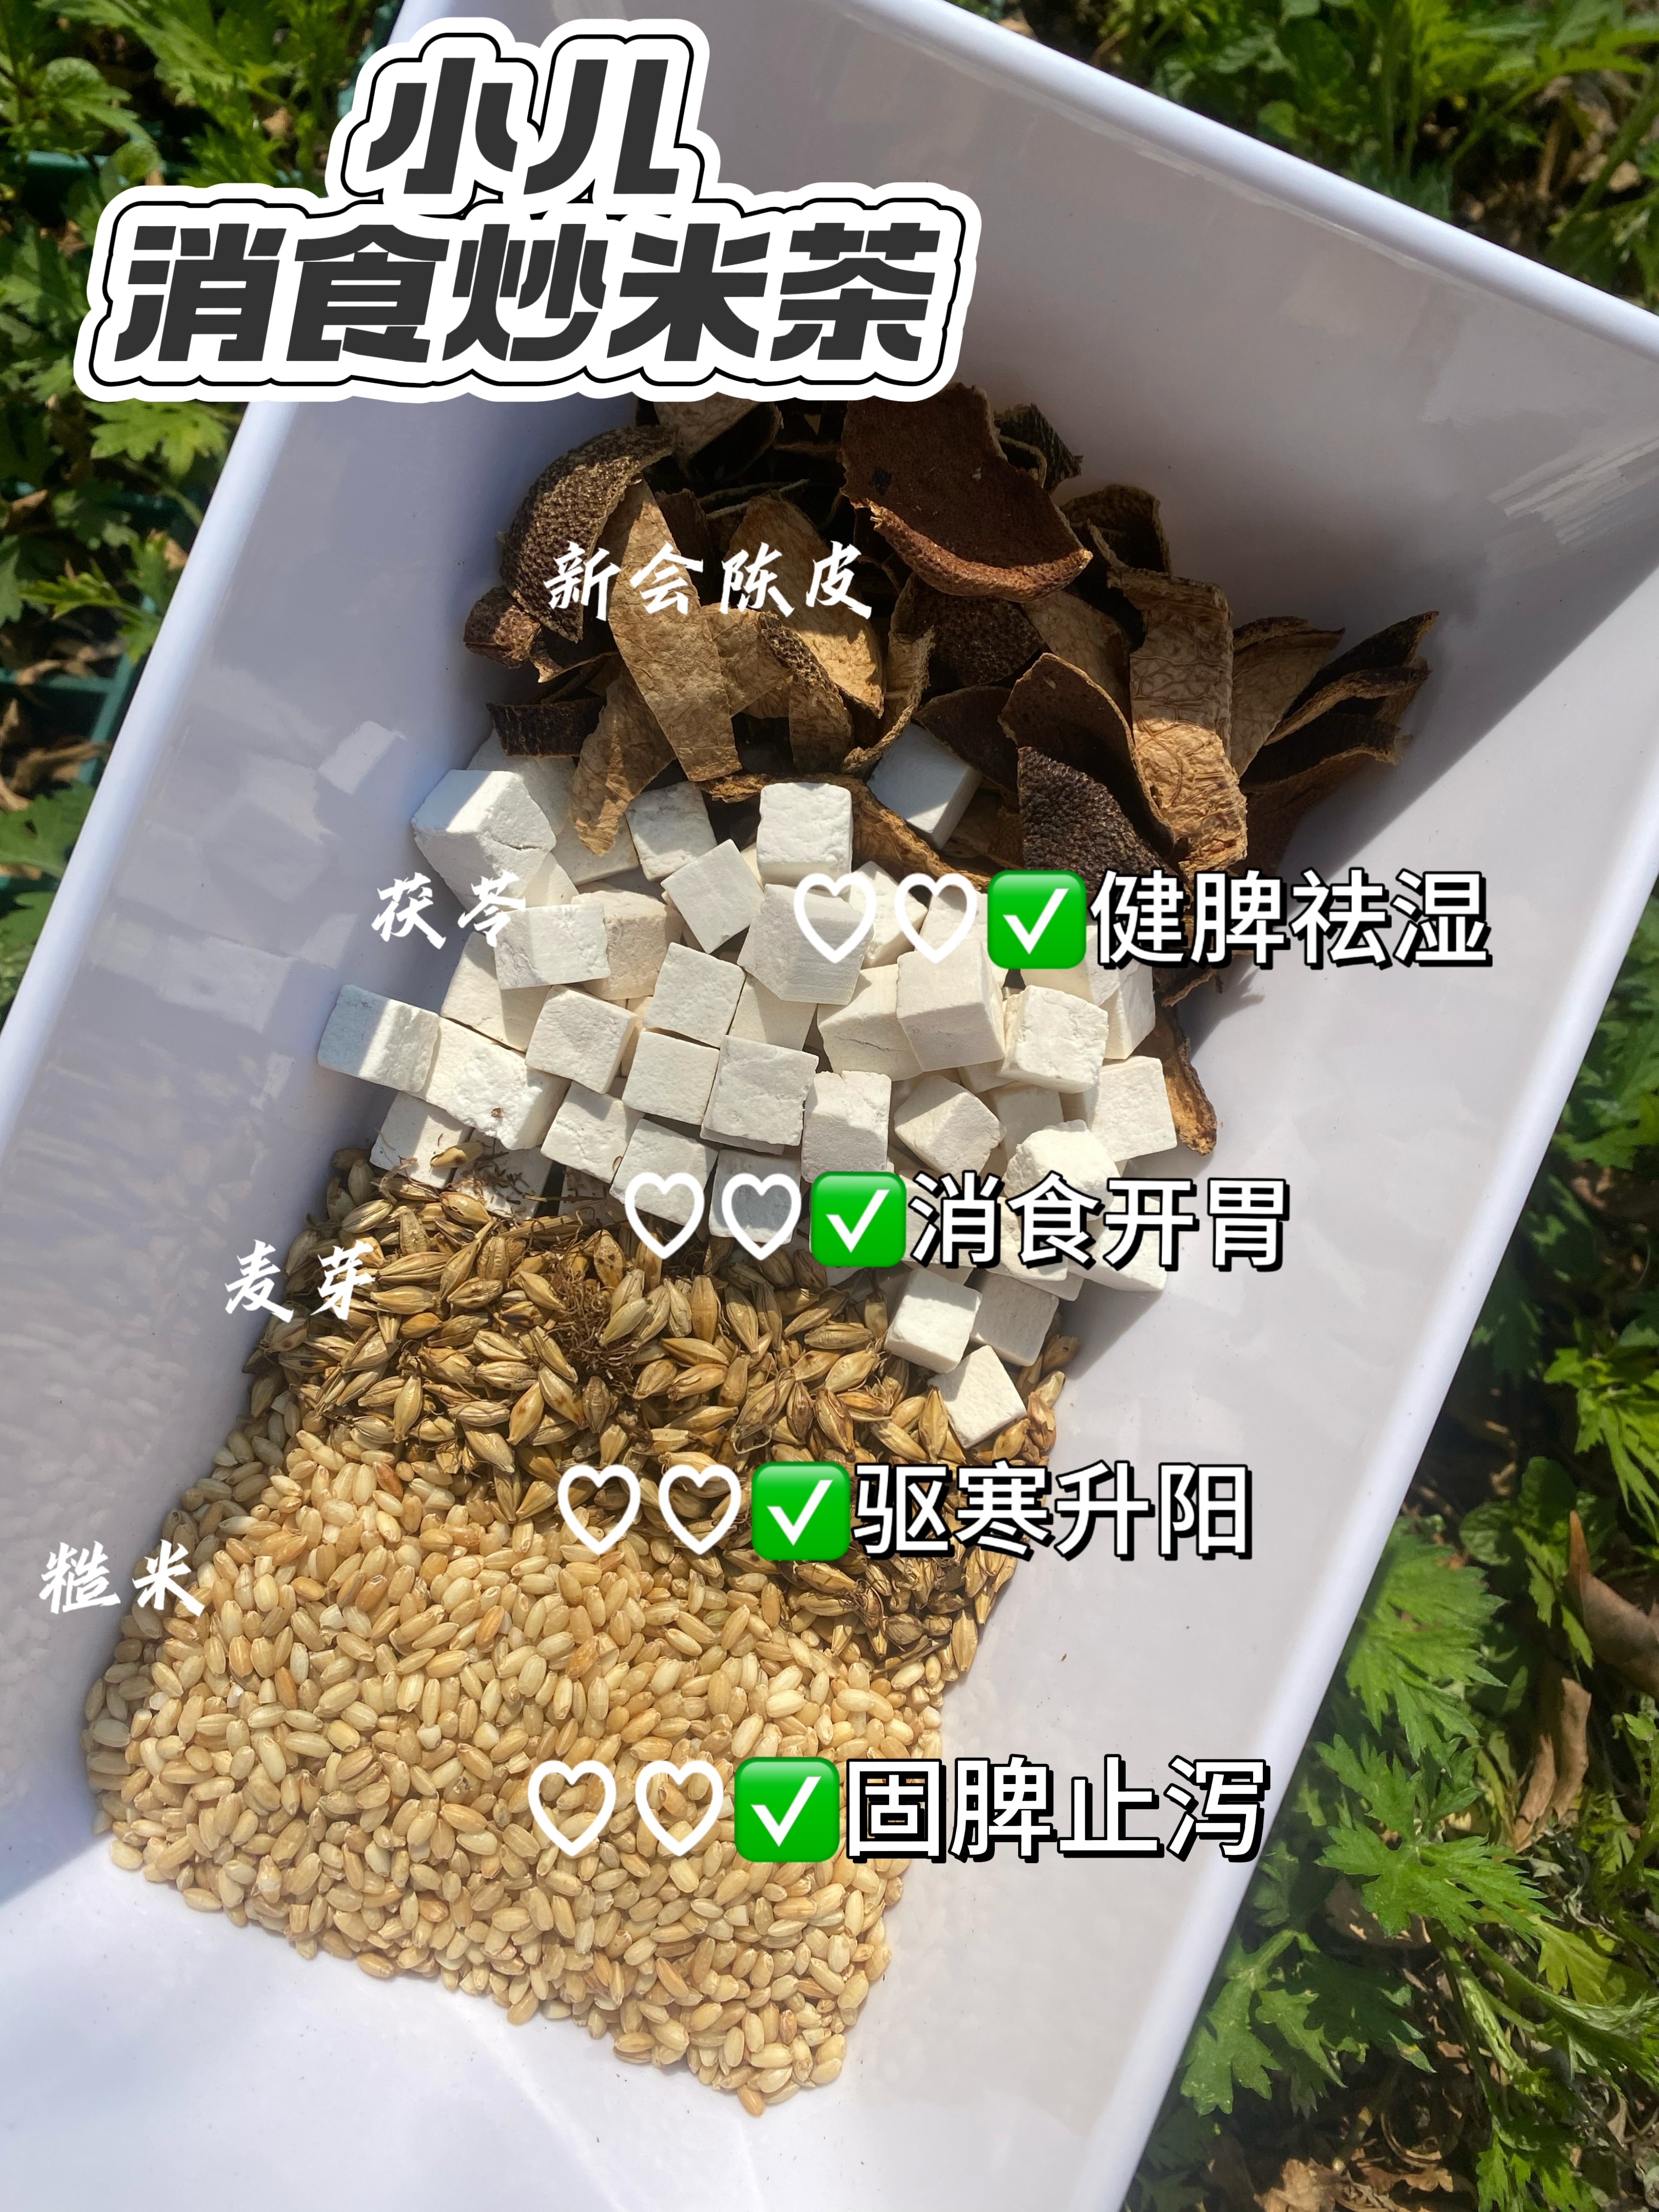 小儿
消食炒米茶
新会陈皮
茯苓
♡♡✅健脾祛湿
♡♡✅消食开胃
麦芽
♡♡✅驱寒升阳
糙米
♡♡✅固脾止泻